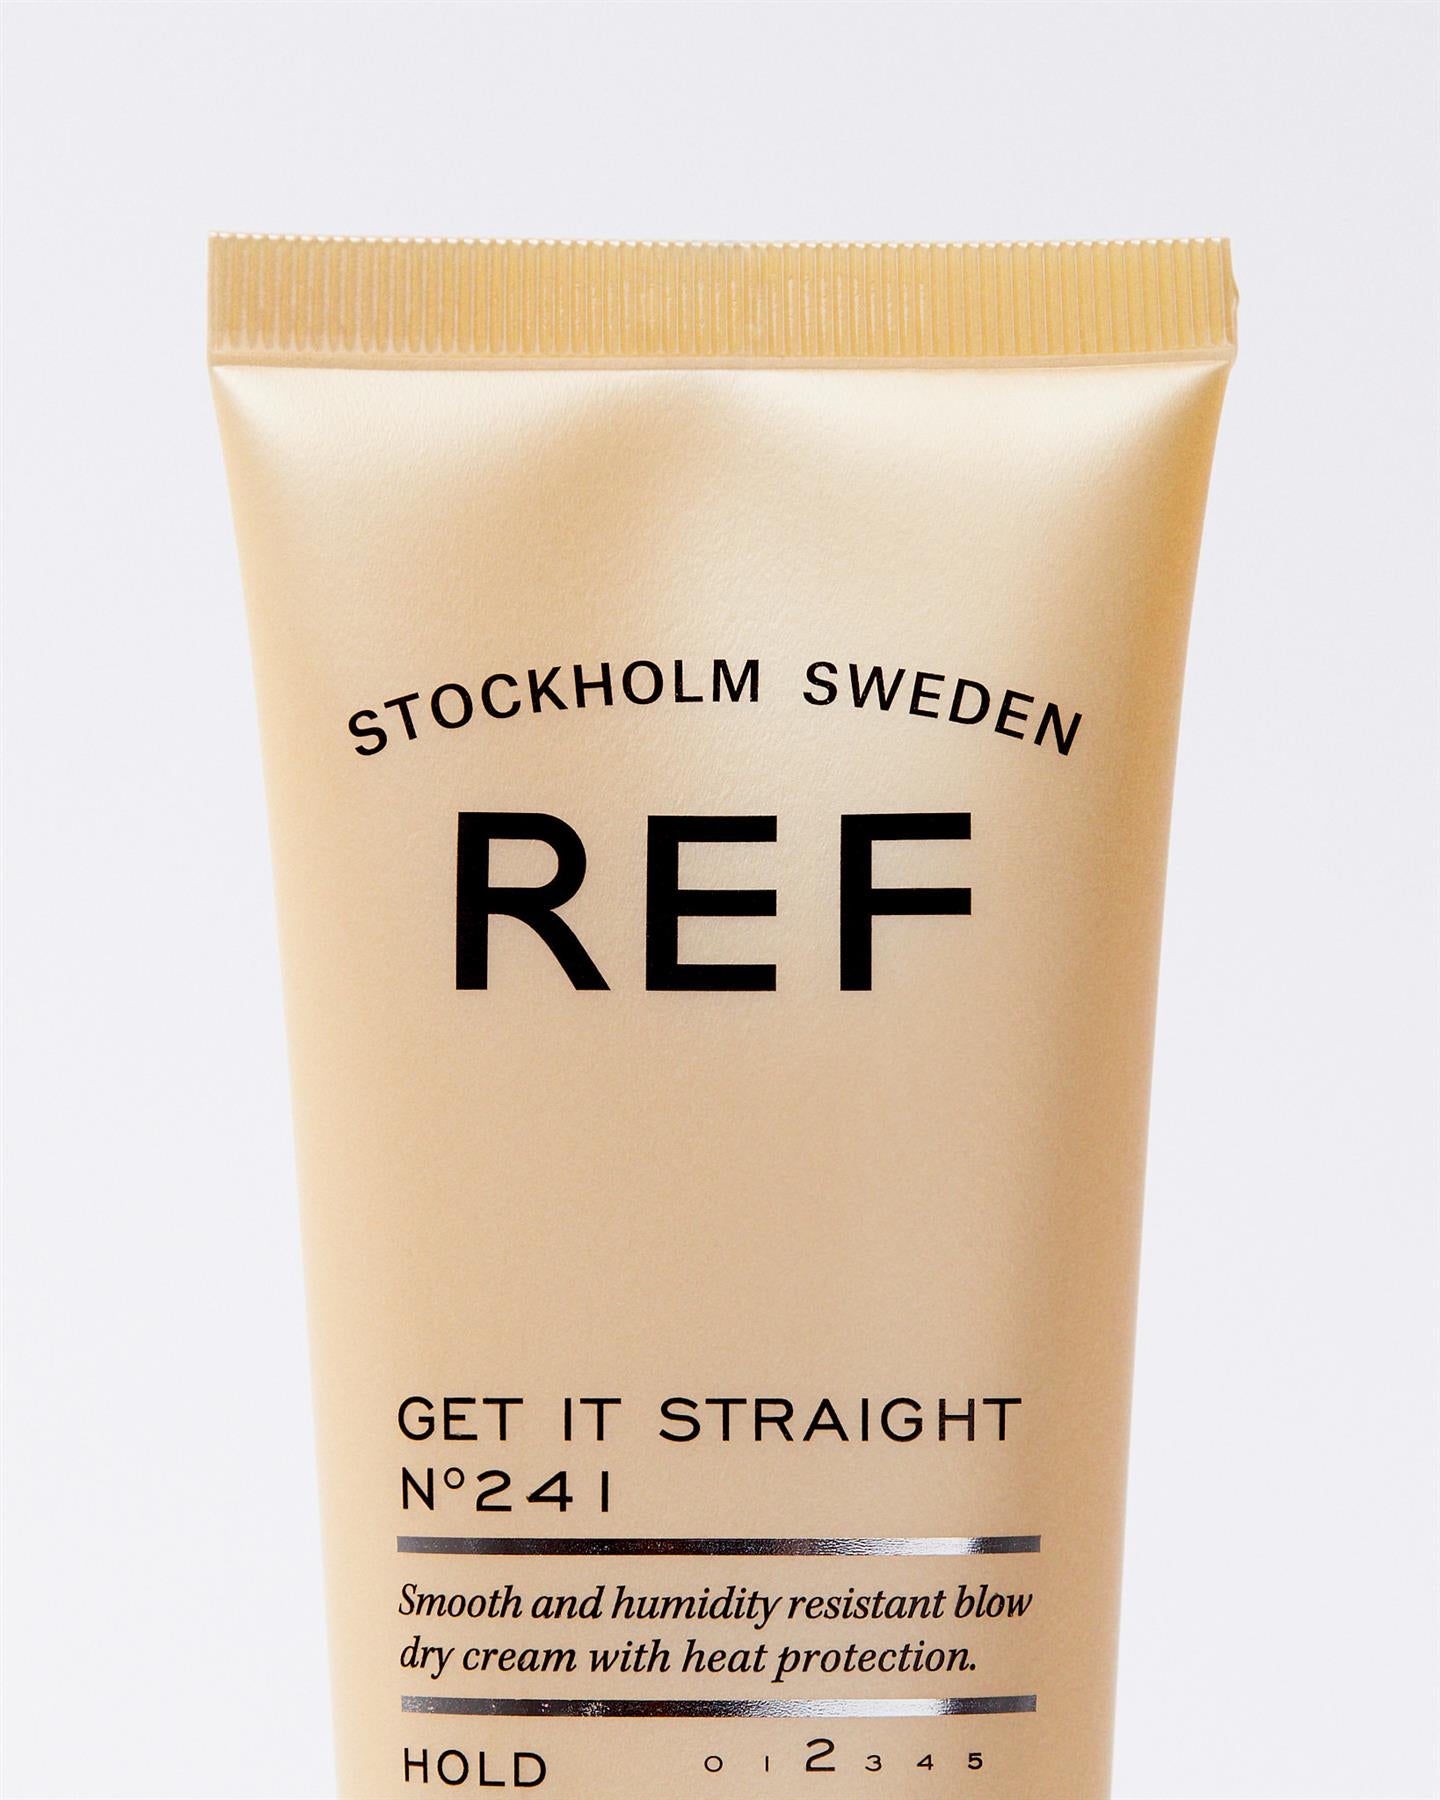 STOCKHOLM SWEDEN
REF
GET IT STRAIGHT
Nº241
Smooth and humidity resistant blow
dry cream with heat protection.
HOLD 0 1 2 3 4 5